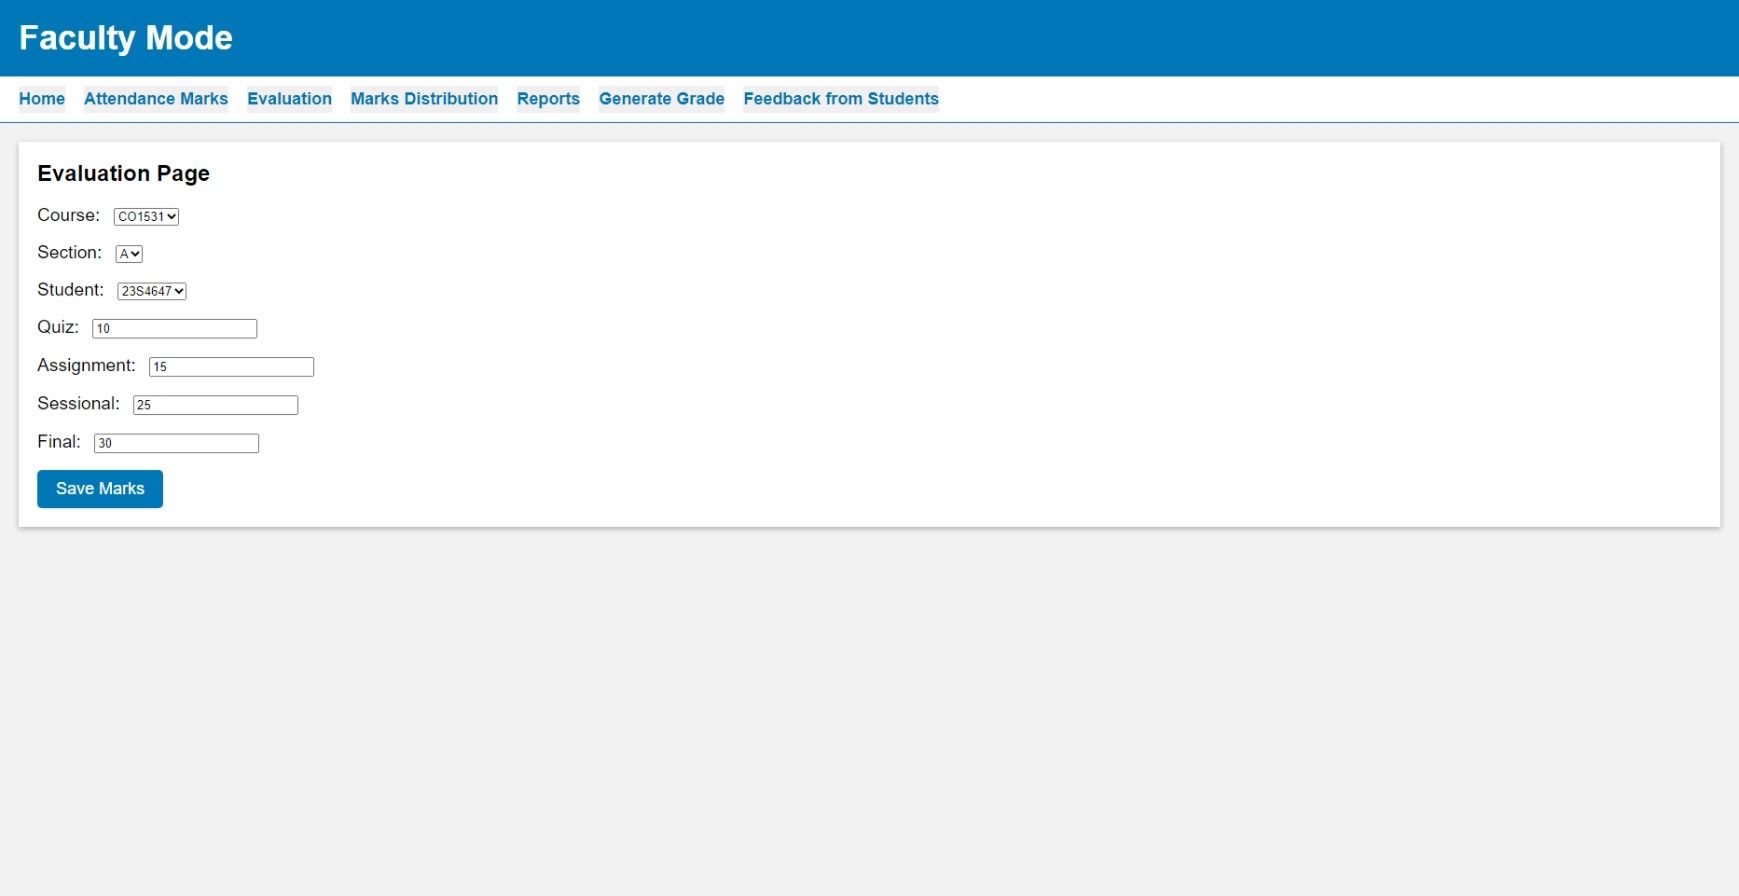 Faculty Mode
Home Attendance Marks Evaluation Marks Distribution Reports Generate Grade Feedback from Students
Evaluation Page
Course: CO1531
Section: A
Student: 23S4647
Quiz: 10
Assignment: 15
Sessional: 25
Final: 30
Save Marks